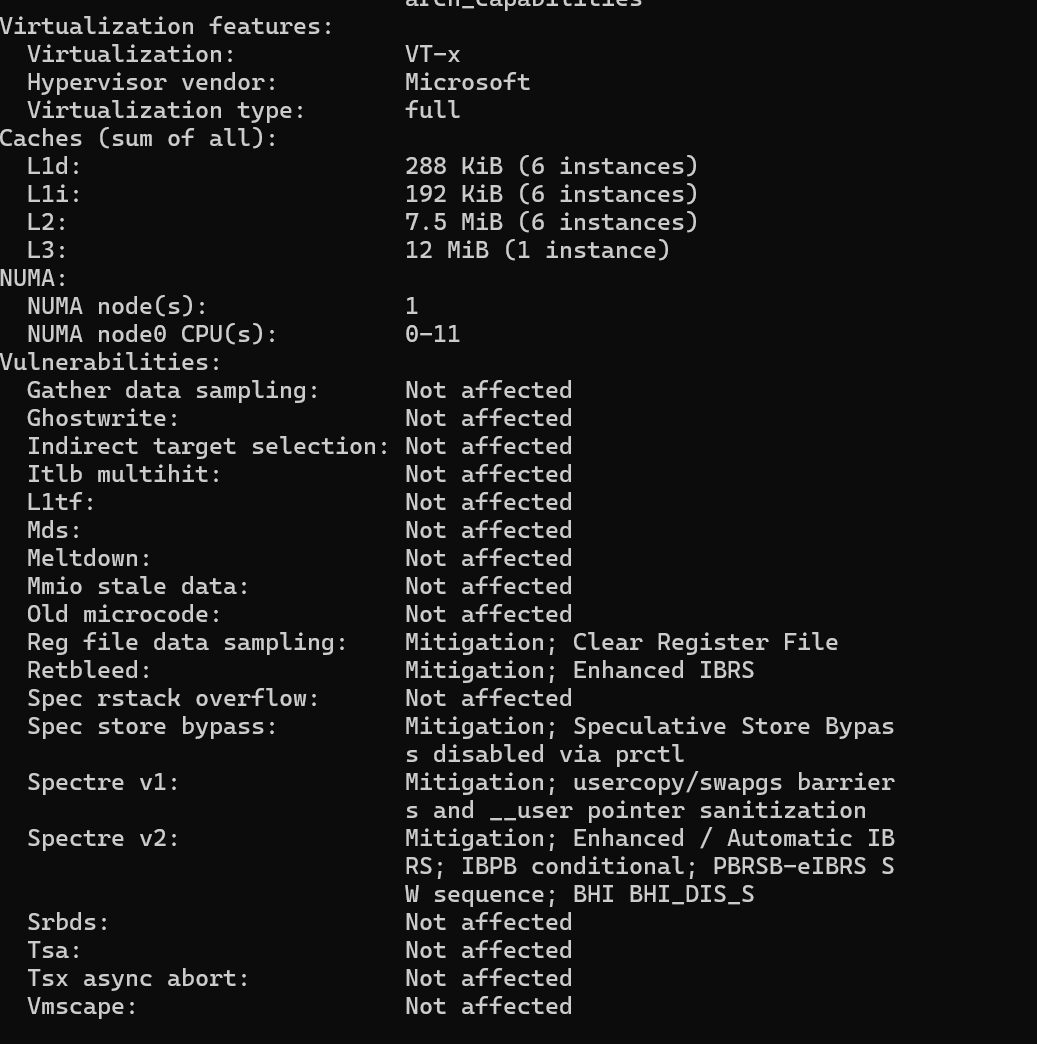 arch_capabilities
Virtualization features:
Virtualization: VT-x
Hypervisor vendor: Microsoft
Virtualization type: full
Caches (sum of all):
L1d: 288 KiB (6 instances)
L1i: 192 KiB (6 instances)
L2: 7.5 MiB (6 instances)
L3: 12 MiB (1 instance)
NUMA:
NUMA node(s): 1
NUMA node0 CPU(s): 0-11
Vulnerabilities:
Gather data sampling: Not affected
Ghostwrite: Not affected
Indirect target selection: Not affected
Itlb multihit: Not affected
L1tf: Not affected
Mds: Not affected
Meltdown: Not affected
Mmio stale data: Not affected
Old microcode: Not affected
Reg file data sampling: Mitigation; Clear Register File
Retbleed: Mitigation; Enhanced IBRS
Spec rstack overflow: Not affected
Spec store bypass: Mitigation; Speculative Store Bypas
s disabled via prctl
Spectre v1: Mitigation; usercopy/swapgs barrier
s and __user pointer sanitization
Spectre v2: Mitigation; Enhanced / Automatic IB
RS; IBPB conditional; PBRSB-eIBRS S
W sequence; BHI BHI_DIS_S
Srbds: Not affected
Tsa: Not affected
Tsx async abort: Not affected
Vmscape: Not affected